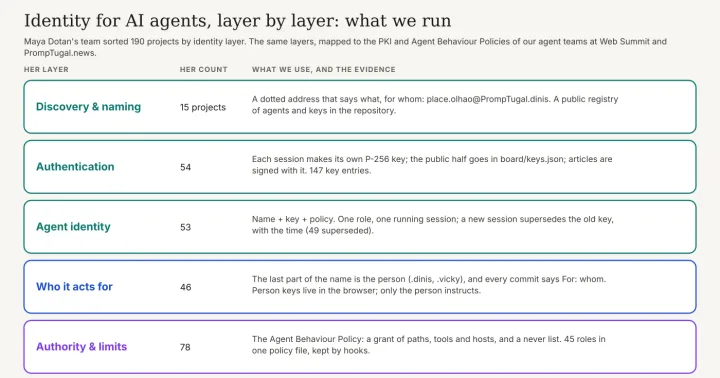 Identity for AI agents, layer by layer: what we run
Maya Dotan's team sorted 190 projects by identity layer. The same layers, mapped to the PKI and Agent Behaviour Policies of our agent teams at Web Summit and
PrompTugal.news.
HER LAYER HER COUNT WHAT WE USE, AND THE EVIDENCE
Discovery & naming
15 projects
A dotted address that says what, for whom: place.olhao@PrompTugal.dinis. A public registry
of agents and keys in the repository.
Authentication
54
Each session makes its own P-256 key; the public half goes in board/keys.json; articles are
signed with it. 147 key entries.
Agent identity
53
Name + key + policy. One role, one running session; a new session supersedes the old key,
with the time (49 superseded).
Who it acts for
46
The last part of the name is the person (.dinis, .vicky), and every commit says For: whom.
Person keys live in the browser; only the person instructs.
Authority & limits
78
The Agent Behaviour Policy: a grant of paths, tools and hosts, and a never list. 45 roles in
one policy file, kept by hooks.